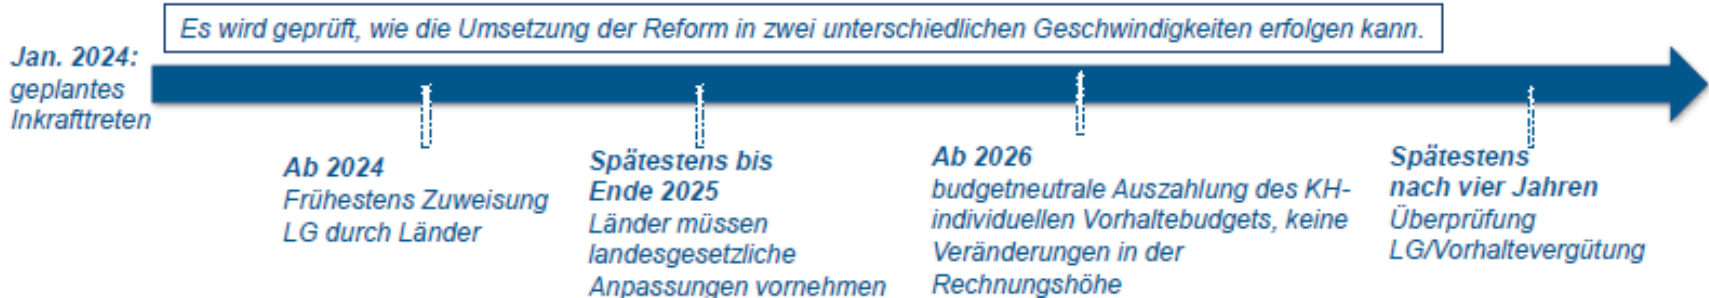 Es wird geprüft, wie die Umsetzung der Reform in zwei unterschiedlichen Geschwindigkeiten erfolgen kann.
Jan. 2024:
geplantes
Inkrafttreten
Ab 2024
Frühestens Zuweisung
LG durch Länder
Spätestens bis
Ende 2025
Länder müssen
landesgesetzliche
Anpassungen vornehmen
Ab 2026
budgetneutrale Auszahlung des KH-
individuellen Vorhaltebudgets, keine
Veränderungen in der
Rechnungshöhe
Spätestens
nach vier Jahren
Überprüfung
LG/Vorhaltevergütung